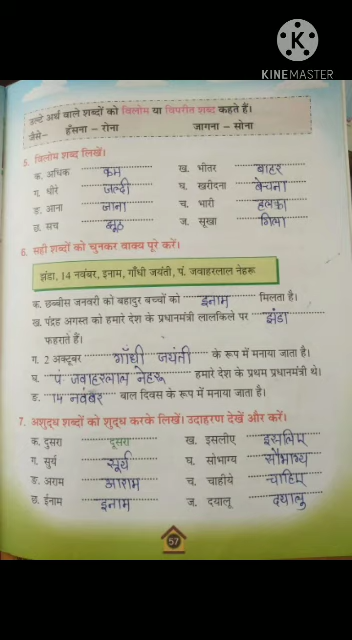 KINEMASTER
उल्टे अर्थ वाले शब्दों को विलोम या विपरीत शब्द कहते हैं।
जैसे– हँसना – रोना जागना – सोना
5. विलोम शब्द लिखें।
क. अधिक कम ख. भीतर बाहर
ग. धीरे जल्दी घ. खरीदना बेचना
ङ. आना जाना च. भारी हलका
छ. सच झूठ ज. सूखा गिला
6. सही शब्दों को चुनकर वाक्य पूरे करें।
झंडा, 14 नवंबर, इनाम, गाँधी जयंती, पं. जवाहरलाल नेहरू
क. छब्बीस जनवरी को बहादुर बच्चों को इनाम मिलता है।
ख. पंद्रह अगस्त को हमारे देश के प्रधानमंत्री लालकिले पर झंडा
फहराते हैं।
ग. 2 अक्टूबर गाँधी जयंती के रूप में मनाया जाता है।
घ. पं. जवाहरलाल नेहरू हमारे देश के प्रथम प्रधानमंत्री थे।
ङ. 14 नवंबर बाल दिवस के रूप में मनाया जाता है।
7. अशुद्ध शब्दों को शुद्ध करके लिखें। उदाहरण देखें और करें।
क. दुसरा दूसरा ख. इसलीए इसलिए
ग. सुर्य सूर्य घ. सोभाग्य सौभाग्य
ङ. अराम आराम च. चाहीये चाहिए
छ. ईनाम इनाम ज. दयालू दयालु
57